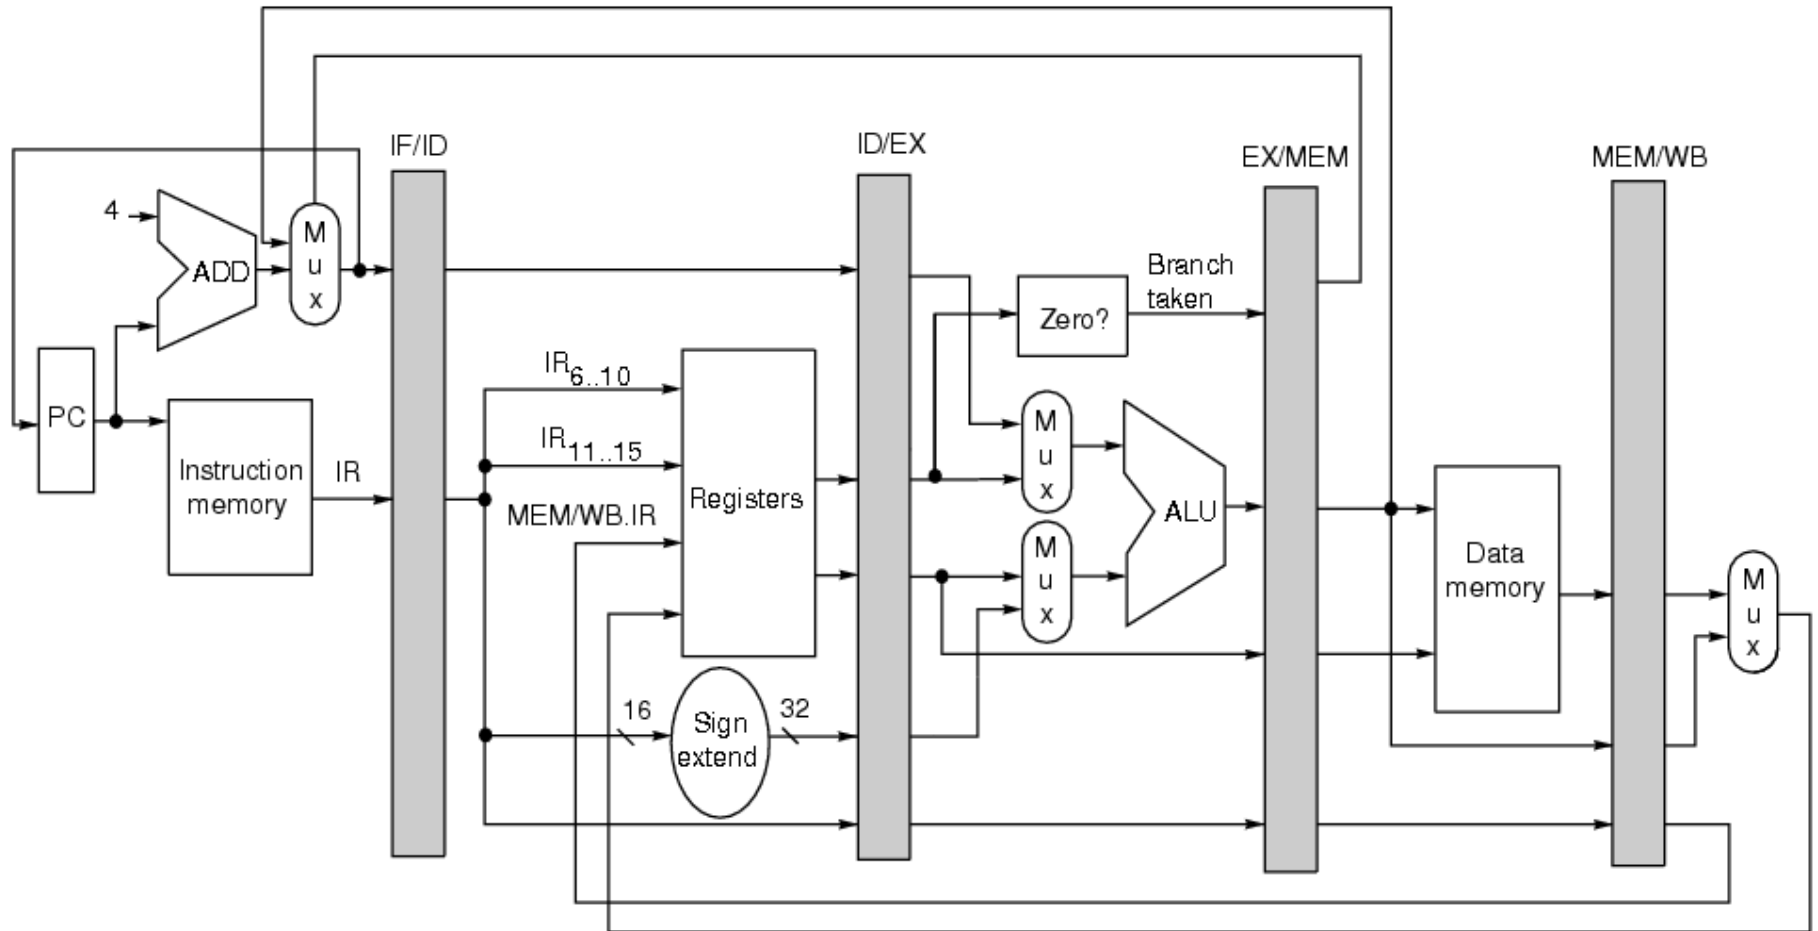 IF/ID
ID/EX
EX/MEM
MEM/WB
4
ADD
M
u
x
PC
Instruction
memory
IR
IR6..10
IR11..15
MEM/WB.IR
Registers
16
Sign
extend
32
Zero?
Branch
taken
M
u
x
M
u
x
ALU
Data
memory
M
u
x